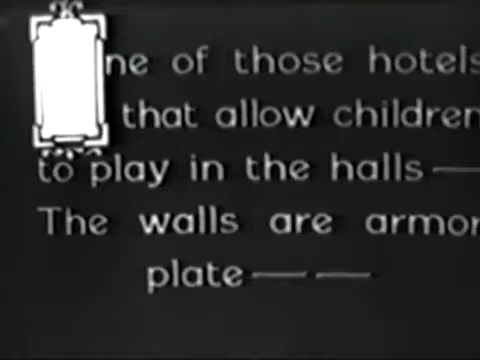 ne of those hotels
that allow children
to play in the halls —
The walls are armor
plate — —